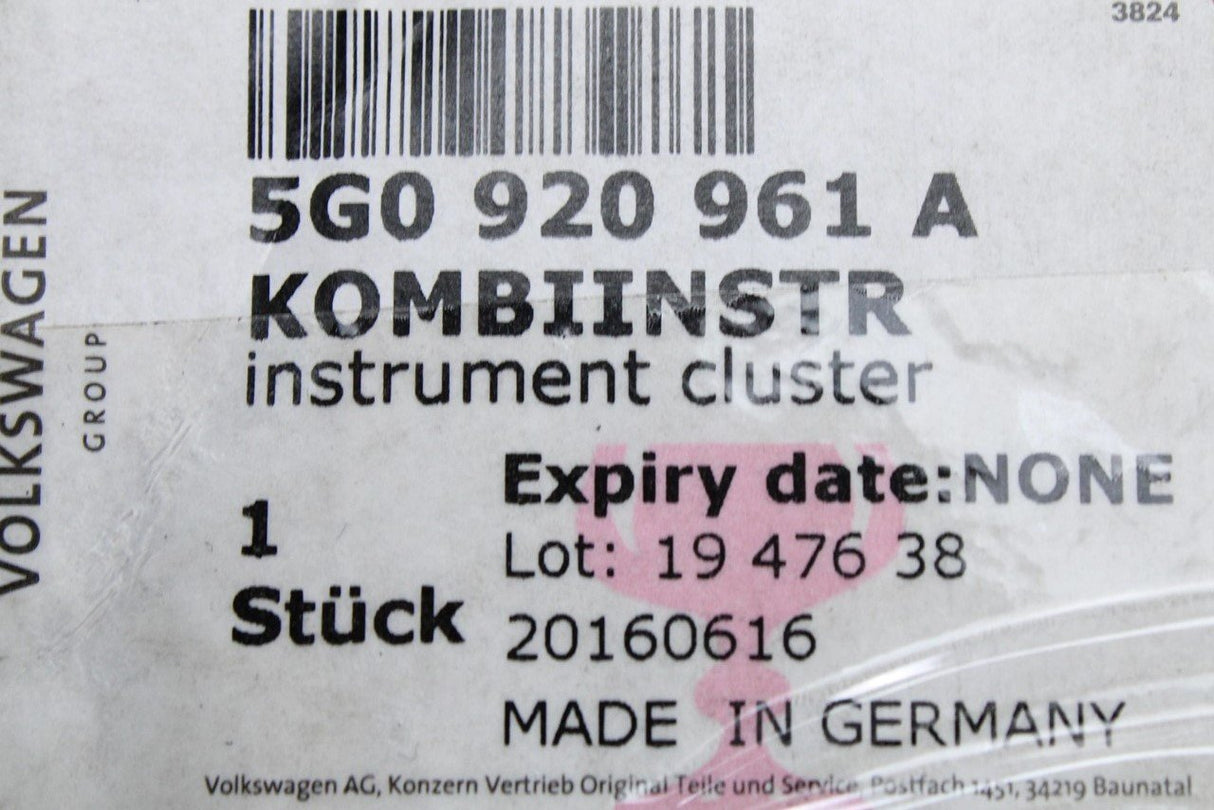 3824
5G0 920 961 A
KOMBIINSTR
instrument cluster
Expiry date:NONE
1
Lot: 19 476 38
Stück
20160616
MADE IN GERMANY
Volkswagen AG, Konzern Vertrieb Original Teile und Service, Postfach 1451, 34219 Baunatal
VOLKSWAGEN
GROUP